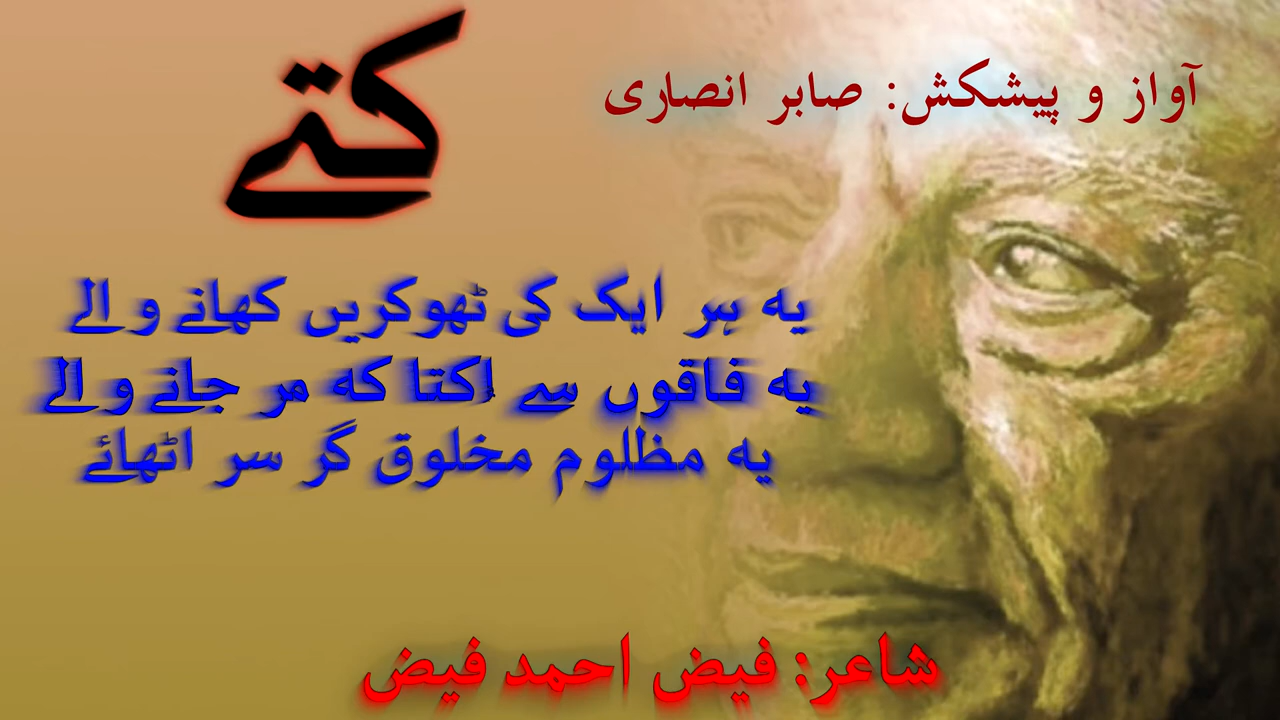 کتے
آواز و پیشکش: صابر انصاری
یہ ہر ایک کی ٹھوکریں کھانے والے
یہ فاقوں سے اکتا کہ مر جانے والے
یہ مظلوم مخلوق گر سر اٹھائے
شاعر: فیض احمد فیض